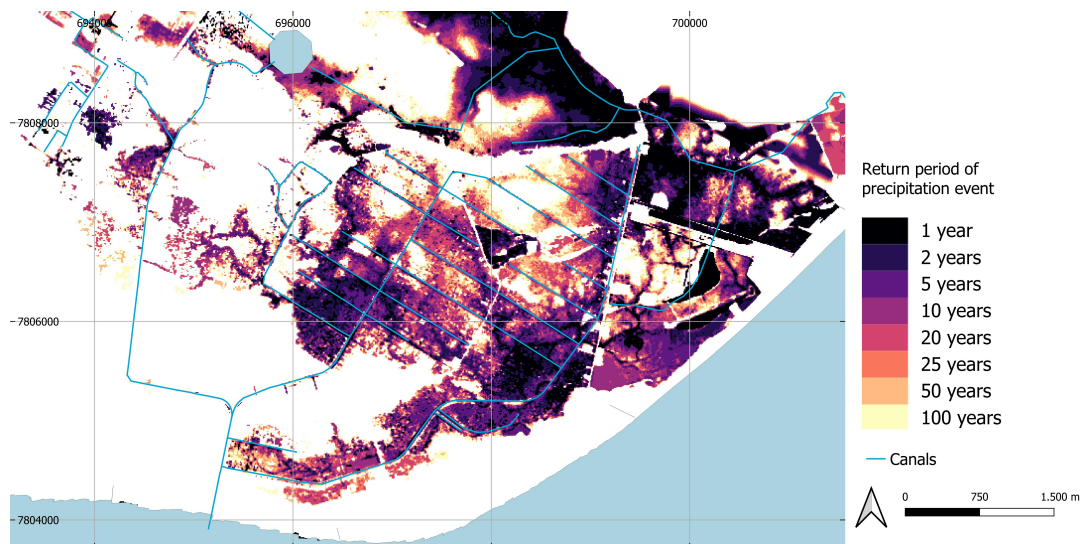 694000
696000
700000
7808000
7806000
7804000
Return period of
precipitation event
1 year
2 years
5 years
10 years
20 years
25 years
50 years
100 years
Canals
0
750
1.500 m